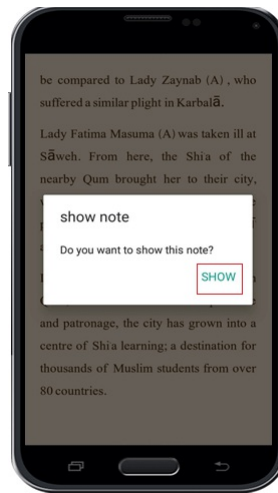 be compared to Lady Zaynab (A) , who
suffered a similar plight in Karbalā.
Lady Fatima Masuma (A) was taken ill at
Sāweh. From here, the Shia of the
nearby Qum brought her to their city,
show note
Do you want to show this note?
SHOW
and patronage, the city has grown into a
centre of Shia learning; a destination for
thousands of Muslim students from over
80 countries.